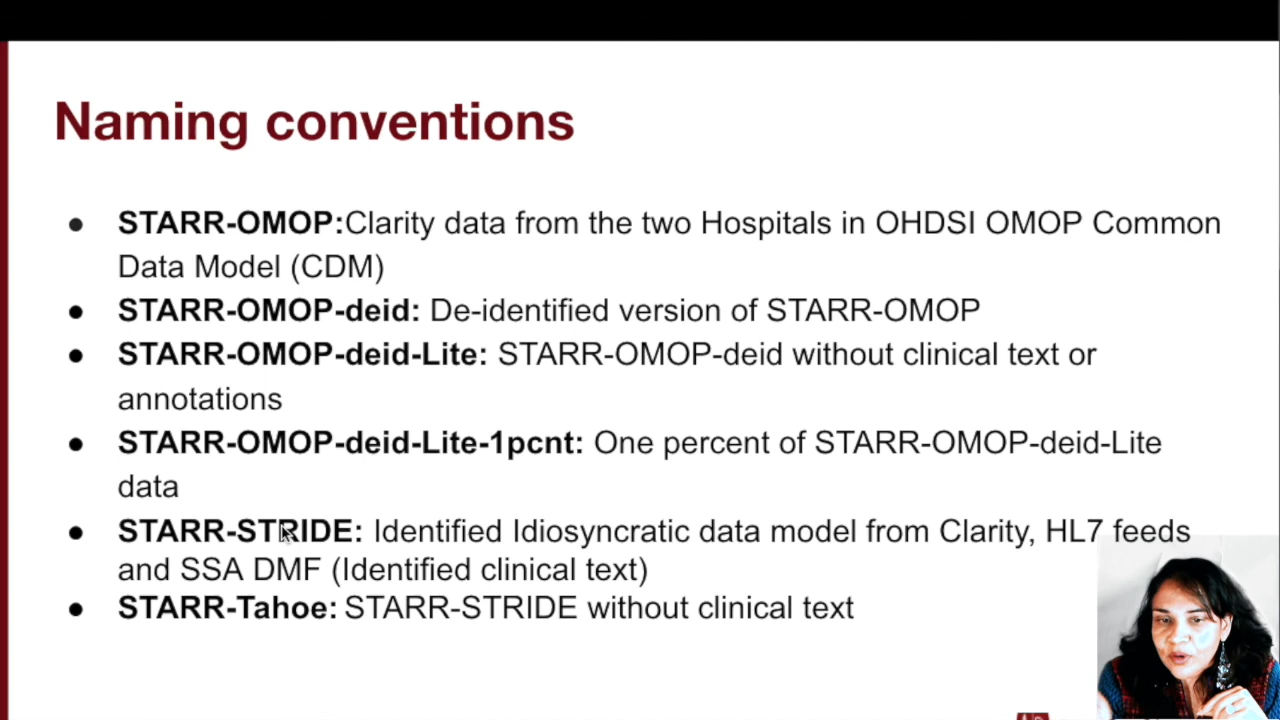 Naming conventions
● STARR-OMOP:Clarity data from the two Hospitals in OHDSI OMOP Common
Data Model (CDM)
● STARR-OMOP-deid: De-identified version of STARR-OMOP
● STARR-OMOP-deid-Lite: STARR-OMOP-deid without clinical text or
annotations
● STARR-OMOP-deid-Lite-1pcnt: One percent of STARR-OMOP-deid-Lite
data
● STARR-STRIDE: Identified Idiosyncratic data model from Clarity, HL7 feeds
and SSA DMF (Identified clinical text)
● STARR-Tahoe: STARR-STRIDE without clinical text